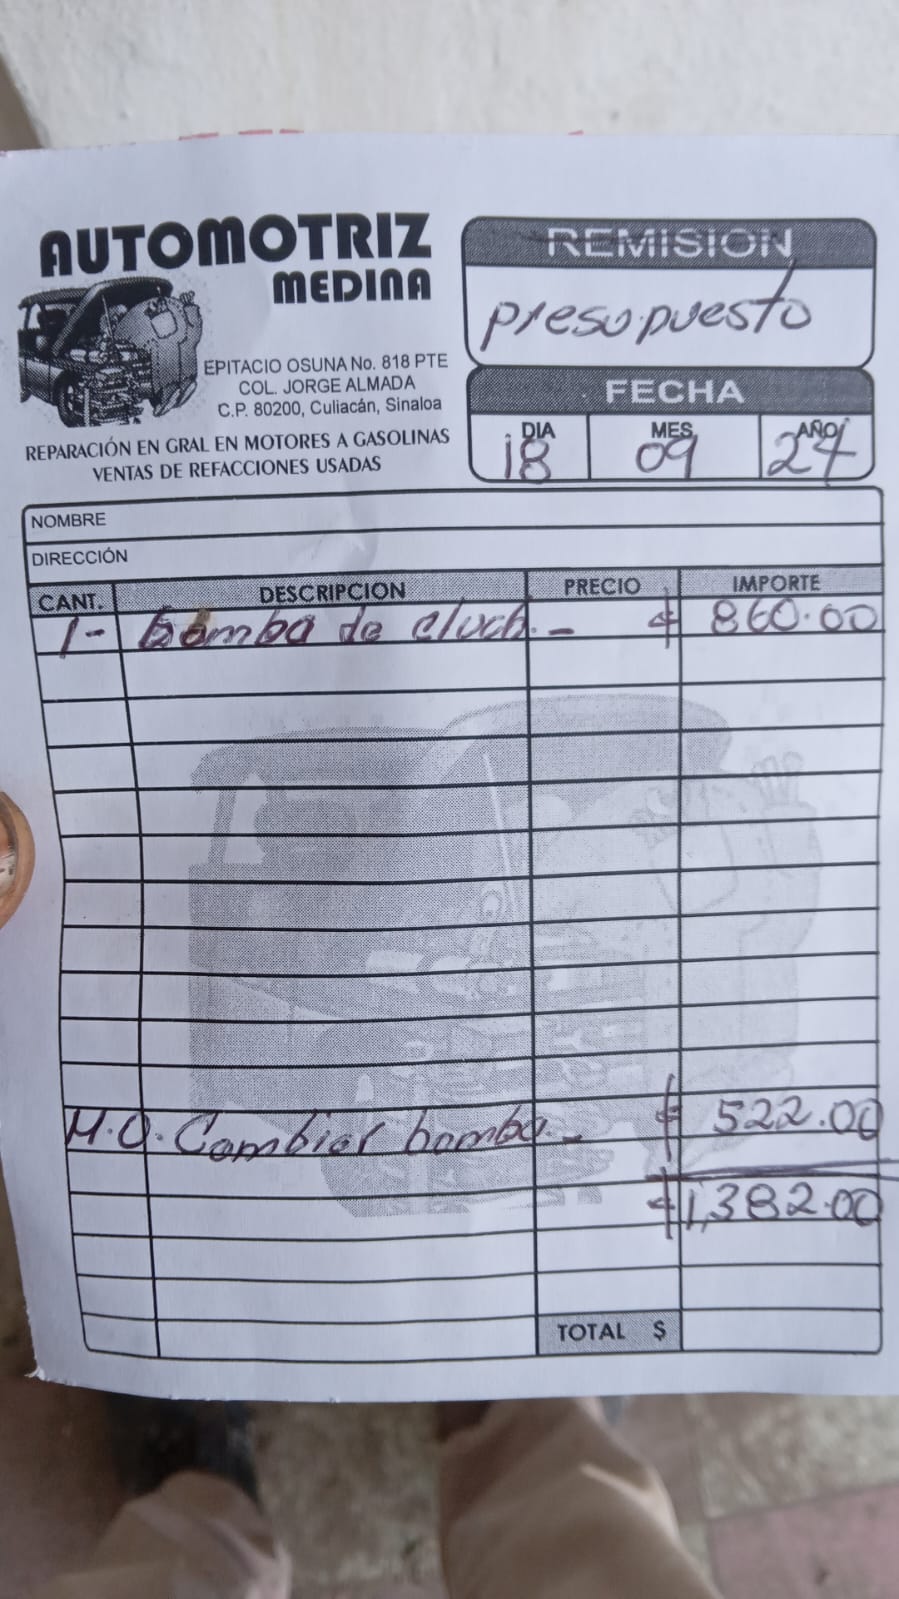 AUTOMOTRIZ
MEDINA
EPITACIO OSUNA No. 818 PTE
COL. JORGE ALMADA
C.P. 80200, Culiacán, Sinaloa
REPARACIÓN EN GRAL EN MOTORES A GASOLINAS
VENTAS DE REFACCIONES USADAS
REMISION
presupuesto
FECHA
DIA MES AÑO
18 09 24
NOMBRE
DIRECCIÓN
CANT. DESCRIPCION PRECIO IMPORTE
1- bomba de cluch.- $ 860.00
M.O. Cambiar bomba.- $ 522.00
$1,382.00
TOTAL $